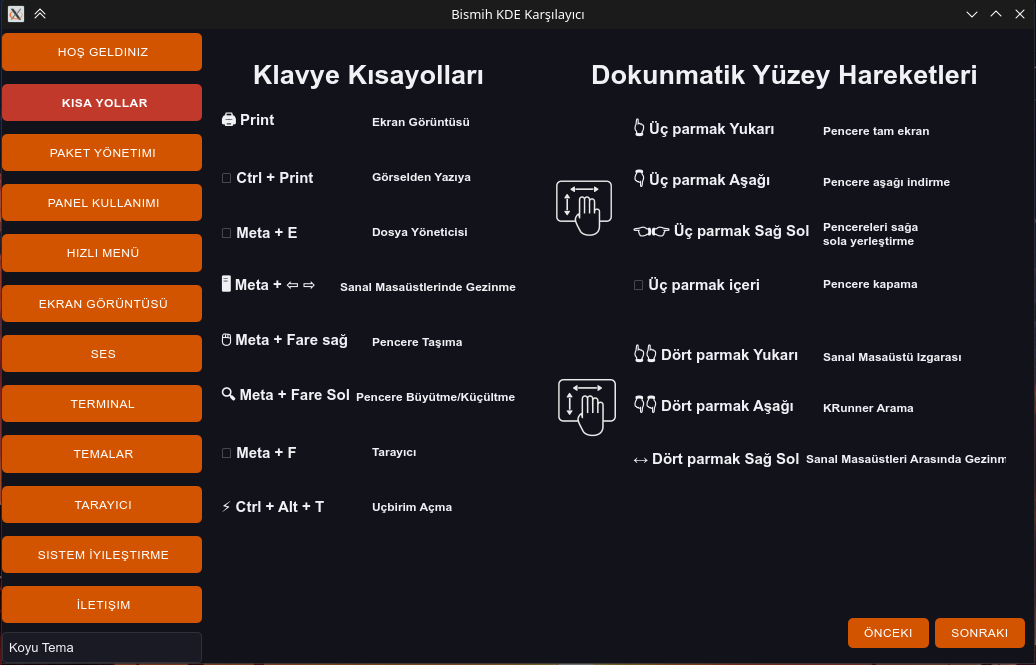 Bismih KDE Karşılayıcı
HOŞ GELDINIZ
KISA YOLLAR
PAKET YÖNETIMI
PANEL KULLANIMI
HIZLI MENÜ
EKRAN GÖRÜNTÜSÜ
SES
TERMINAL
TEMALAR
TARAYICI
SISTEM İYILEŞTIRME
İLETIŞIM
Koyu Tema
Klavye Kısayolları
Print Ekran Görüntüsü
Ctrl + Print Görselden Yazıya
Meta + E Dosya Yöneticisi
Meta + ⇦ ⇨ Sanal Masaüstlerinde Gezinme
Meta + Fare sağ Pencere Taşıma
Meta + Fare Sol Pencere Büyütme/Küçültme
Meta + F Tarayıcı
Ctrl + Alt + T Uçbirim Açma
Dokunmatik Yüzey Hareketleri
Üç parmak Yukarı Pencere tam ekran
Üç parmak Aşağı Pencere aşağı indirme
Üç parmak Sağ Sol Pencereleri sağa
sola yerleştirme
Üç parmak içeri Pencere kapama
Dört parmak Yukarı Sanal Masaüstü Izgarası
Dört parmak Aşağı KRunner Arama
↔ Dört parmak Sağ Sol Sanal Masaüstleri Arasında Gezinm
ÖNCEKI
SONRAKI